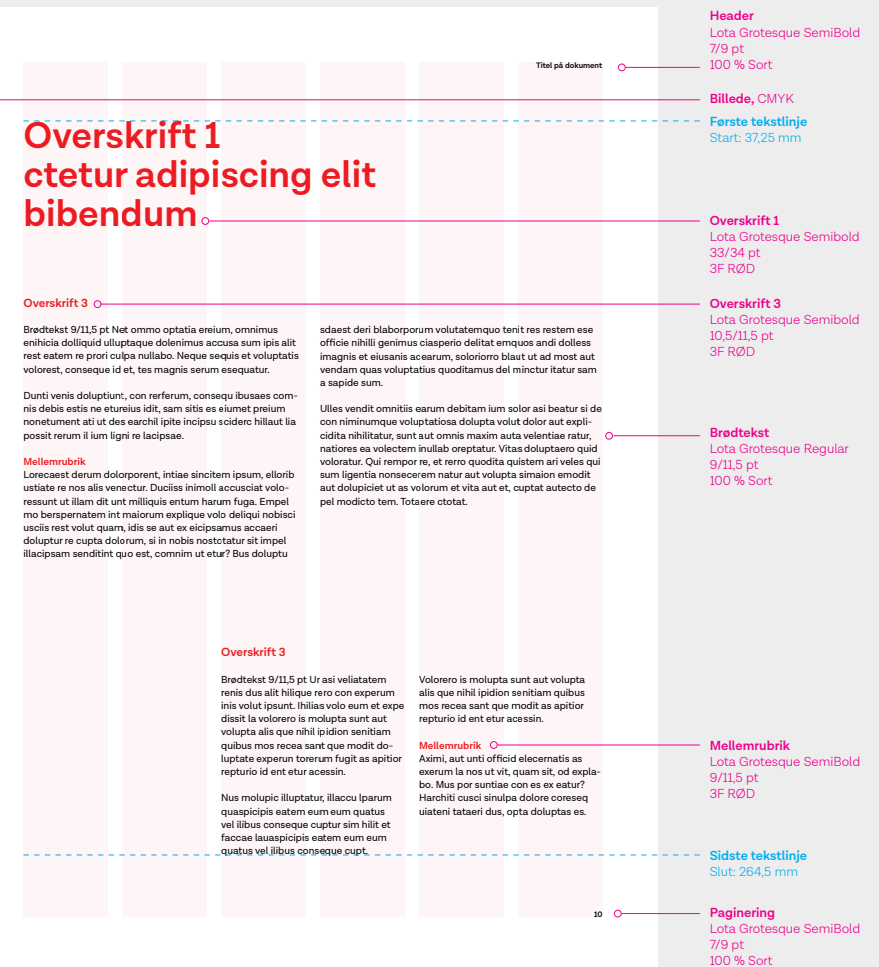 Titel på dokument
Overskrift 1
ctetur adipiscing elit
bibendum
Overskrift 3
Brødtekst 9/11,5 pt Net ommo optatia ereium, omnimus
enihicia dolliquid ulluptaque dolenimus accusa sum ipis alit
rest eatem re prori culpa nullabo. Neque sequis et voluptatis
volorest, conseque id et, tes magnis serum esequatur.
Dunti venis doluptiunt, con rerferum, consequ ibusaes com-
nis debis estis ne etureius idit, sam sitis es eiumet preium
nonetument ati ut des earchil ipite incipsu sciderc hillaut lia
possit rerum il ium ligni re lacipsae.
Mellemrubrik
Lorecaest derum dolorporent, intiae sincitem ipsum, ellorib
ustiate re nos alis venectur. Duciiss inimoll accusciat volo-
ressunt ut illam dit unt milliquis entum harum fuga. Empel
mo berspernatem int maiorum explique volo deliqui nobisci
usciis rest volut quam, idis se aut ex eicipsamus accaeri
doluptur re cupta dolorum, si in nobis nostotatur sit impel
illacipsam senditint quo est, comnim ut etur? Bus doluptu
sdaest deri blaborporum volutatemquo tenit res restem ese
officie nihilli genimus ciasperio delitat emquos andi dolless
imagnis et eiusanis acearum, soloriorro blaut ut ad most aut
vendam quas voluptatius quoditamus del minctur itatur sam
a sapide sum.
Ulles vendit omnitiis earum debitam ium solor asi beatur si de
con niminumque voluptatiosa dolupta volut dolor aut expli-
cidita nihilitatur, sunt aut omnis maxim auta velentiae ratur,
natiores ea volectem inullab oreptatur. Vitas doluptaero quid
voloratur. Qui rempor re, et rerro quodita quistem ari veles qui
sum ligentia nonsecerem natur aut volupta simaion emodit
aut dolupiciet ut as volorum et vita aut et, cuptat autecto de
pel modicto tem. Totaere ctotat.
Overskrift 3
Brødtekst 9/11,5 pt Ur asi veliatatem
renis dus alit hilique rero con experum
inis volut ipsunt. Ihilias volo eum et expe
dissit la volorero is molupta sunt aut
volupta alis que nihil ipidion senitiam
quibus mos recea sant que modit do-
luptate experun torerum fugit as apitior
repturio id ent etur acessin.
Nus molupic illuptatur, illaccu lparum
quaspicipis eatem eum eum quatus
vel ilibus conseque cuptur sim hilit et
faccae lauaspicipis eatem eum eum
quatus vel ilibus conseque cupt.
Volorero is molupta sunt aut volupta
alis que nihil ipidion senitiam quibus
mos recea sant que modit as apitior
repturio id ent etur acessin.
Mellemrubrik
Aximi, aut unti officid elecernatis as
exerum la nos ut vit, quam sit, od expla-
bo. Mus por suntiae con es ex eatur?
Harchiti cusci sinulpa dolore coreseq
uiateni tataeri dus, opta doluptas es.
10
Header
Lota Grotesque SemiBold
7/9 pt
100 % Sort
Billede, CMYK
Første tekstlinje
Start: 37,25 mm
Overskrift 1
Lota Grotesque Semibold
33/34 pt
3F RØD
Overskrift 3
Lota Grotesque Semibold
10,5/11,5 pt
3F RØD
Brødtekst
Lota Grotesque Regular
9/11,5 pt
100 % Sort
Mellemrubrik
Lota Grotesque SemiBold
9/11,5 pt
3F RØD
Sidste tekstlinje
Slut: 264,5 mm
Paginering
Lota Grotesque SemiBold
7/9 pt
100 % Sort